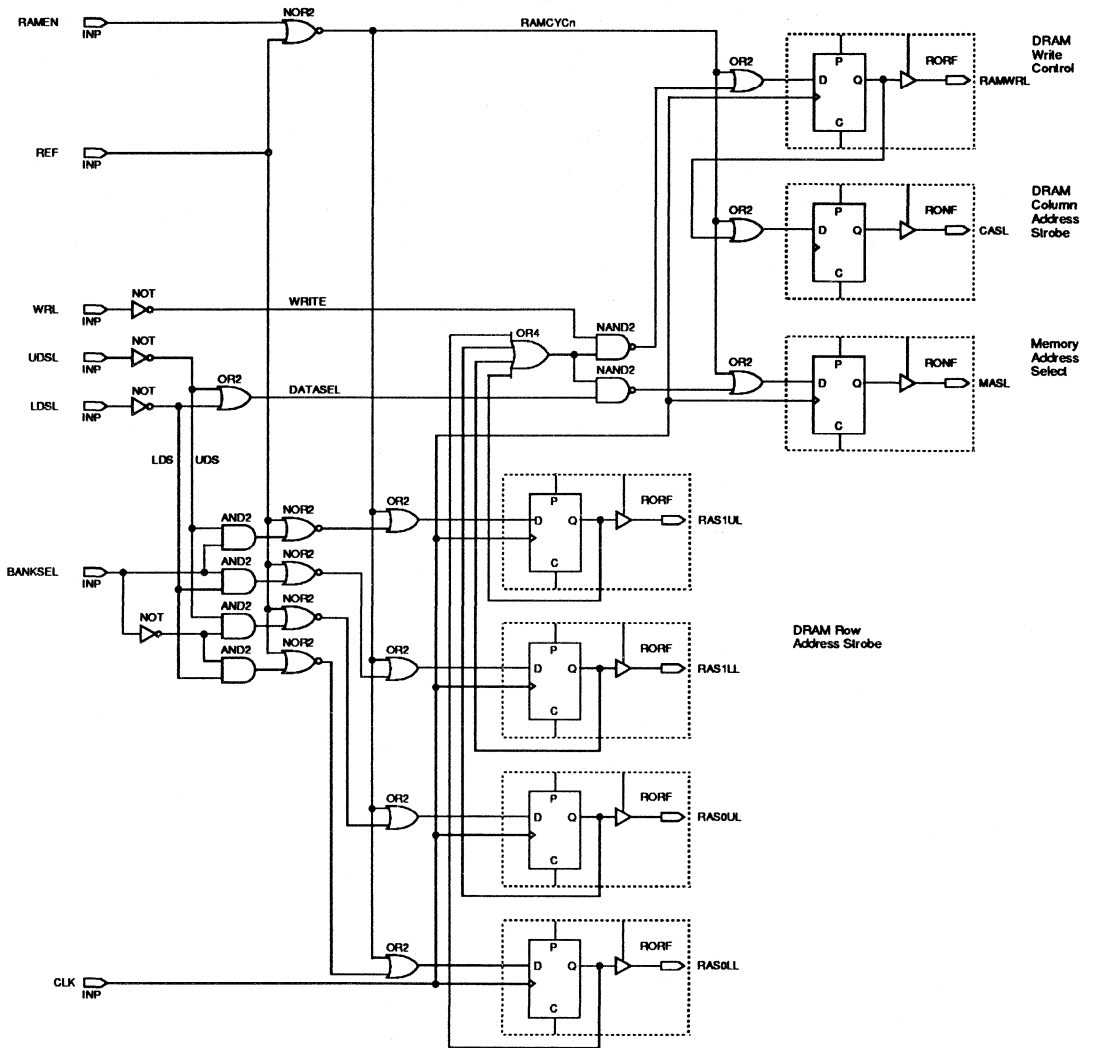 NOR2
RAMEN
INP
RAMCYCn
DRAM
Write
Control
OR2
P
D
Q
C
RORF
RAMWRL
REF
INP
DRAM
Column
Address
Strobe
OR2
P
D
Q
C
RONF
CASL
NOT
WRL
INP
WRITE
OR4
NAND2
NOT
UDSL
INP
NAND2
OR2
Memory
Address
Select
P
D
Q
C
RONF
MASL
NOT
LDSL
INP
OR2
DATASEL
LDS
UDS
AND2
NOR2
OR2
P
D
Q
C
RORF
RAS1UL
BANKSEL
INP
AND2
NOR2
NOT
AND2
NOR2
AND2
NOR2
DRAM Row
Address Strobe
OR2
P
D
Q
C
RORF
RAS1LL
OR2
P
D
Q
C
RORF
RAS0UL
OR2
P
D
Q
C
RORF
RAS0LL
CLK
INP